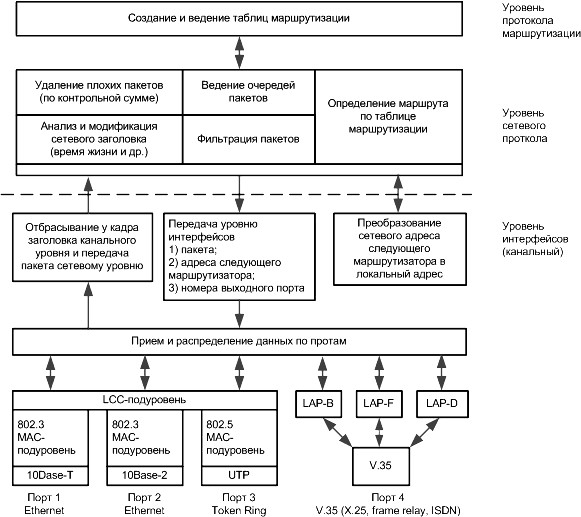 Создание и ведение таблиц маршрутизации
Уровень
протокола
маршрутизации
Удаление плохих пакетов
(по контрольной сумме)
Ведение очередей
пакетов
Определение маршрута
по таблице
маршрутизации
Анализ и модификация
сетевого заголовка
(время жизни и др.)
Фильтрация пакетов
Уровень
сетевого
проткола
Отбрасывание у кадра
заголовка канального
уровня и передача
пакета сетевому уровню
Передача уровню
интерфейсов
1) пакета;
2) адреса следующего
маршрутизатора;
3) номера выходного порта
Преобразование
сетевого адреса
следующего
маршрутизатора в
локальный адрес
Уровень
интерфейсов
(канальный)
Прием и распределение данных по протам
LCC-подуровень
802.3
MAC-
подуровень
10Dase-T
802.3
MAC-
подуровень
10Base-2
802.5
MAC-
подуровень
UTP
LAP-B
LAP-F
LAP-D
V.35
Порт 1
Ethernet
Порт 2
Ethernet
Порт 3
Token Ring
Порт 4
V.35 (X.25, frame relay, ISDN)